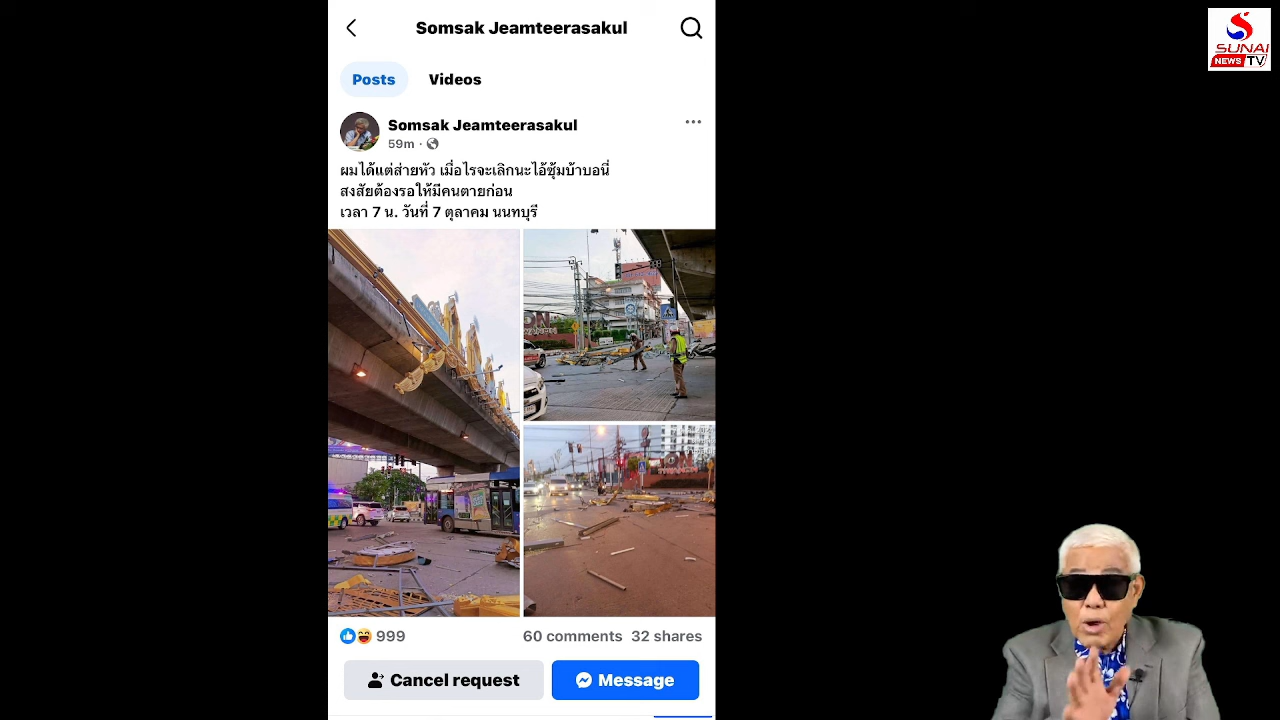 Somsak Jeamteerasakul
Posts Videos
Somsak Jeamteerasakul
59m ·
ผมได้แต่ส่ายหัว เมื่อไรจะเลิกนะไอ้ซุ้มบ้าบอนี่
สงสัยต้องรอให้มีคนตายก่อน
เวลา 7 น. วันที่ 7 ตุลาคม นนทบุรี
999 60 comments 32 shares
Cancel request Message
SUNAI
NEWS TV